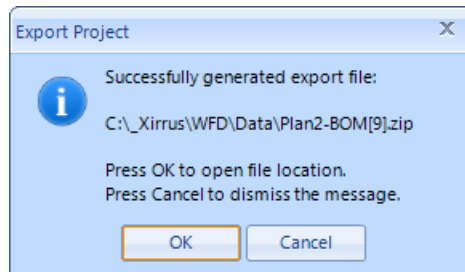 Export Project
Successfully generated export file:
C:\_Xirrus\WFD\Data\Plan2-BOM[9].zip
Press OK to open file location.
Press Cancel to dismiss the message.
OK
Cancel